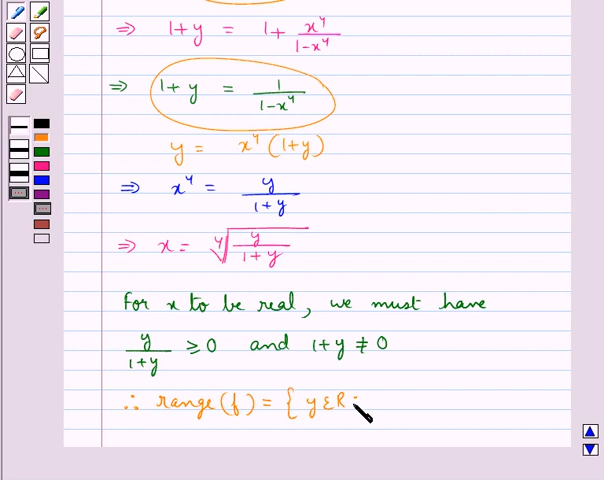 ⇒ 1+y = 1 + x⁴/(1-x⁴)
⇒ 1+y = 1/(1-x⁴)
y = x⁴(1+y)
⇒ x⁴ = y/(1+y)
⇒ x = ⁴√(y/(1+y))
For x to be real, we must have
y/(1+y) ≥ 0 and 1+y ≠ 0
∴ range(f) = { y ∈ R :